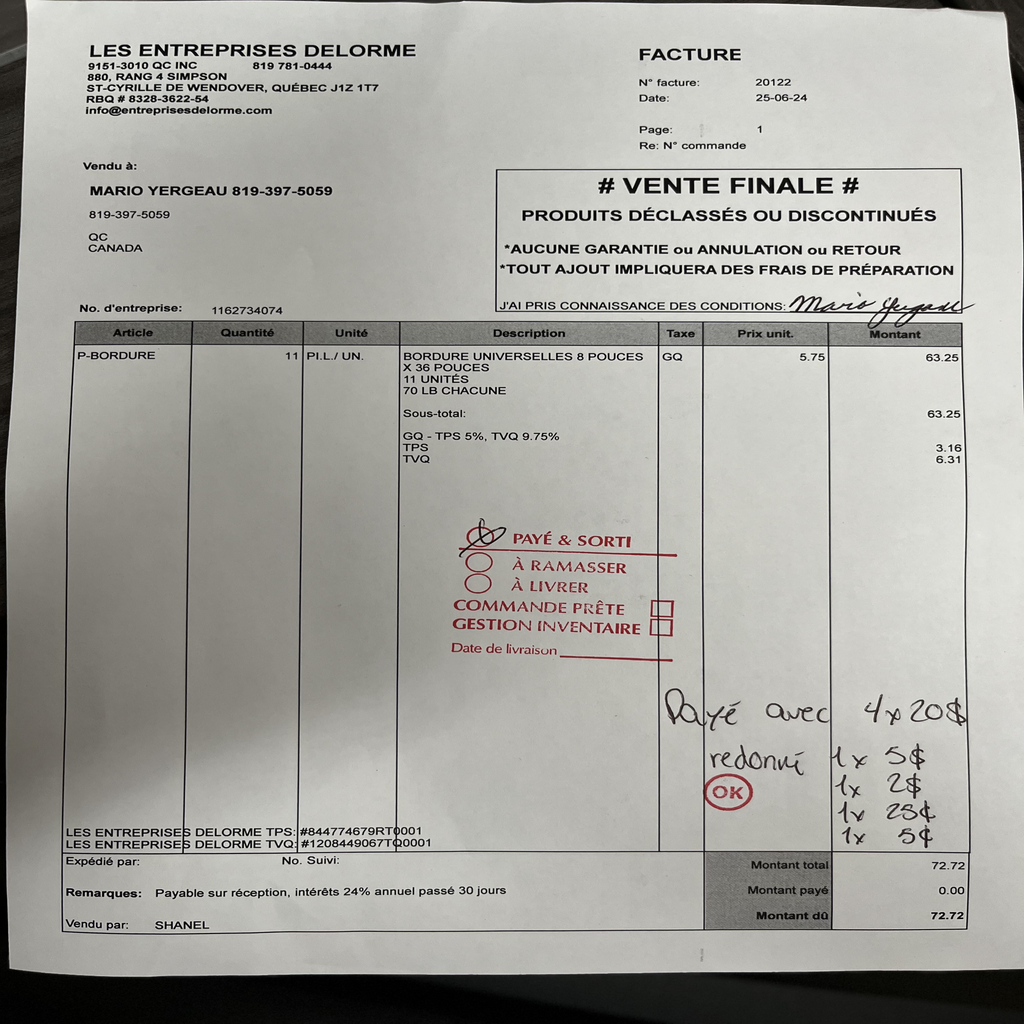 LES ENTREPRISES DELORME
9151-3010 QC INC 819 781-0444
880, RANG 4 SIMPSON
ST-CYRILLE DE WENDOVER, QUÉBEC J1Z 1T7
RBQ # 8328-3622-54
info@entreprisesdelorme.com
FACTURE
N° facture: 20122
Date: 25-06-24
Page: 1
Re: N° commande
Vendu à:
MARIO YERGEAU 819-397-5059
819-397-5059
QC
CANADA
# VENTE FINALE #
PRODUITS DÉCLASSÉS OU DISCONTINUÉS
*AUCUNE GARANTIE ou ANNULATION ou RETOUR
*TOUT AJOUT IMPLIQUERA DES FRAIS DE PRÉPARATION
J'AI PRIS CONNAISSANCE DES CONDITIONS: Mario Yergeau
No. d'entreprise: 1162734074
Article Quantité Unité Description Taxe Prix unit. Montant
P-BORDURE 11 PI.L./ UN. BORDURE UNIVERSELLES 8 POUCES GQ 5.75 63.25
X 36 POUCES
11 UNITÉS
70 LB CHACUNE
Sous-total: 63.25
GQ - TPS 5%, TVQ 9.75%
TPS 3.16
TVQ 6.31
PAYÉ & SORTI
À RAMASSER
À LIVRER
COMMANDE PRÊTE
GESTION INVENTAIRE
Date de livraison
Payé avec 4x20$
redonné 1x 5$
OK 1x 2$
1x 25¢
1x 5¢
LES ENTREPRISES DELORME TPS: #844774679RT0001
LES ENTREPRISES DELORME TVQ: #1208449067TQ0001
Expédié par: No. Suivi:
Remarques: Payable sur réception, intérêts 24% annuel passé 30 jours
Vendu par: SHANEL
Montant total 72.72
Montant payé 0.00
Montant dû 72.72